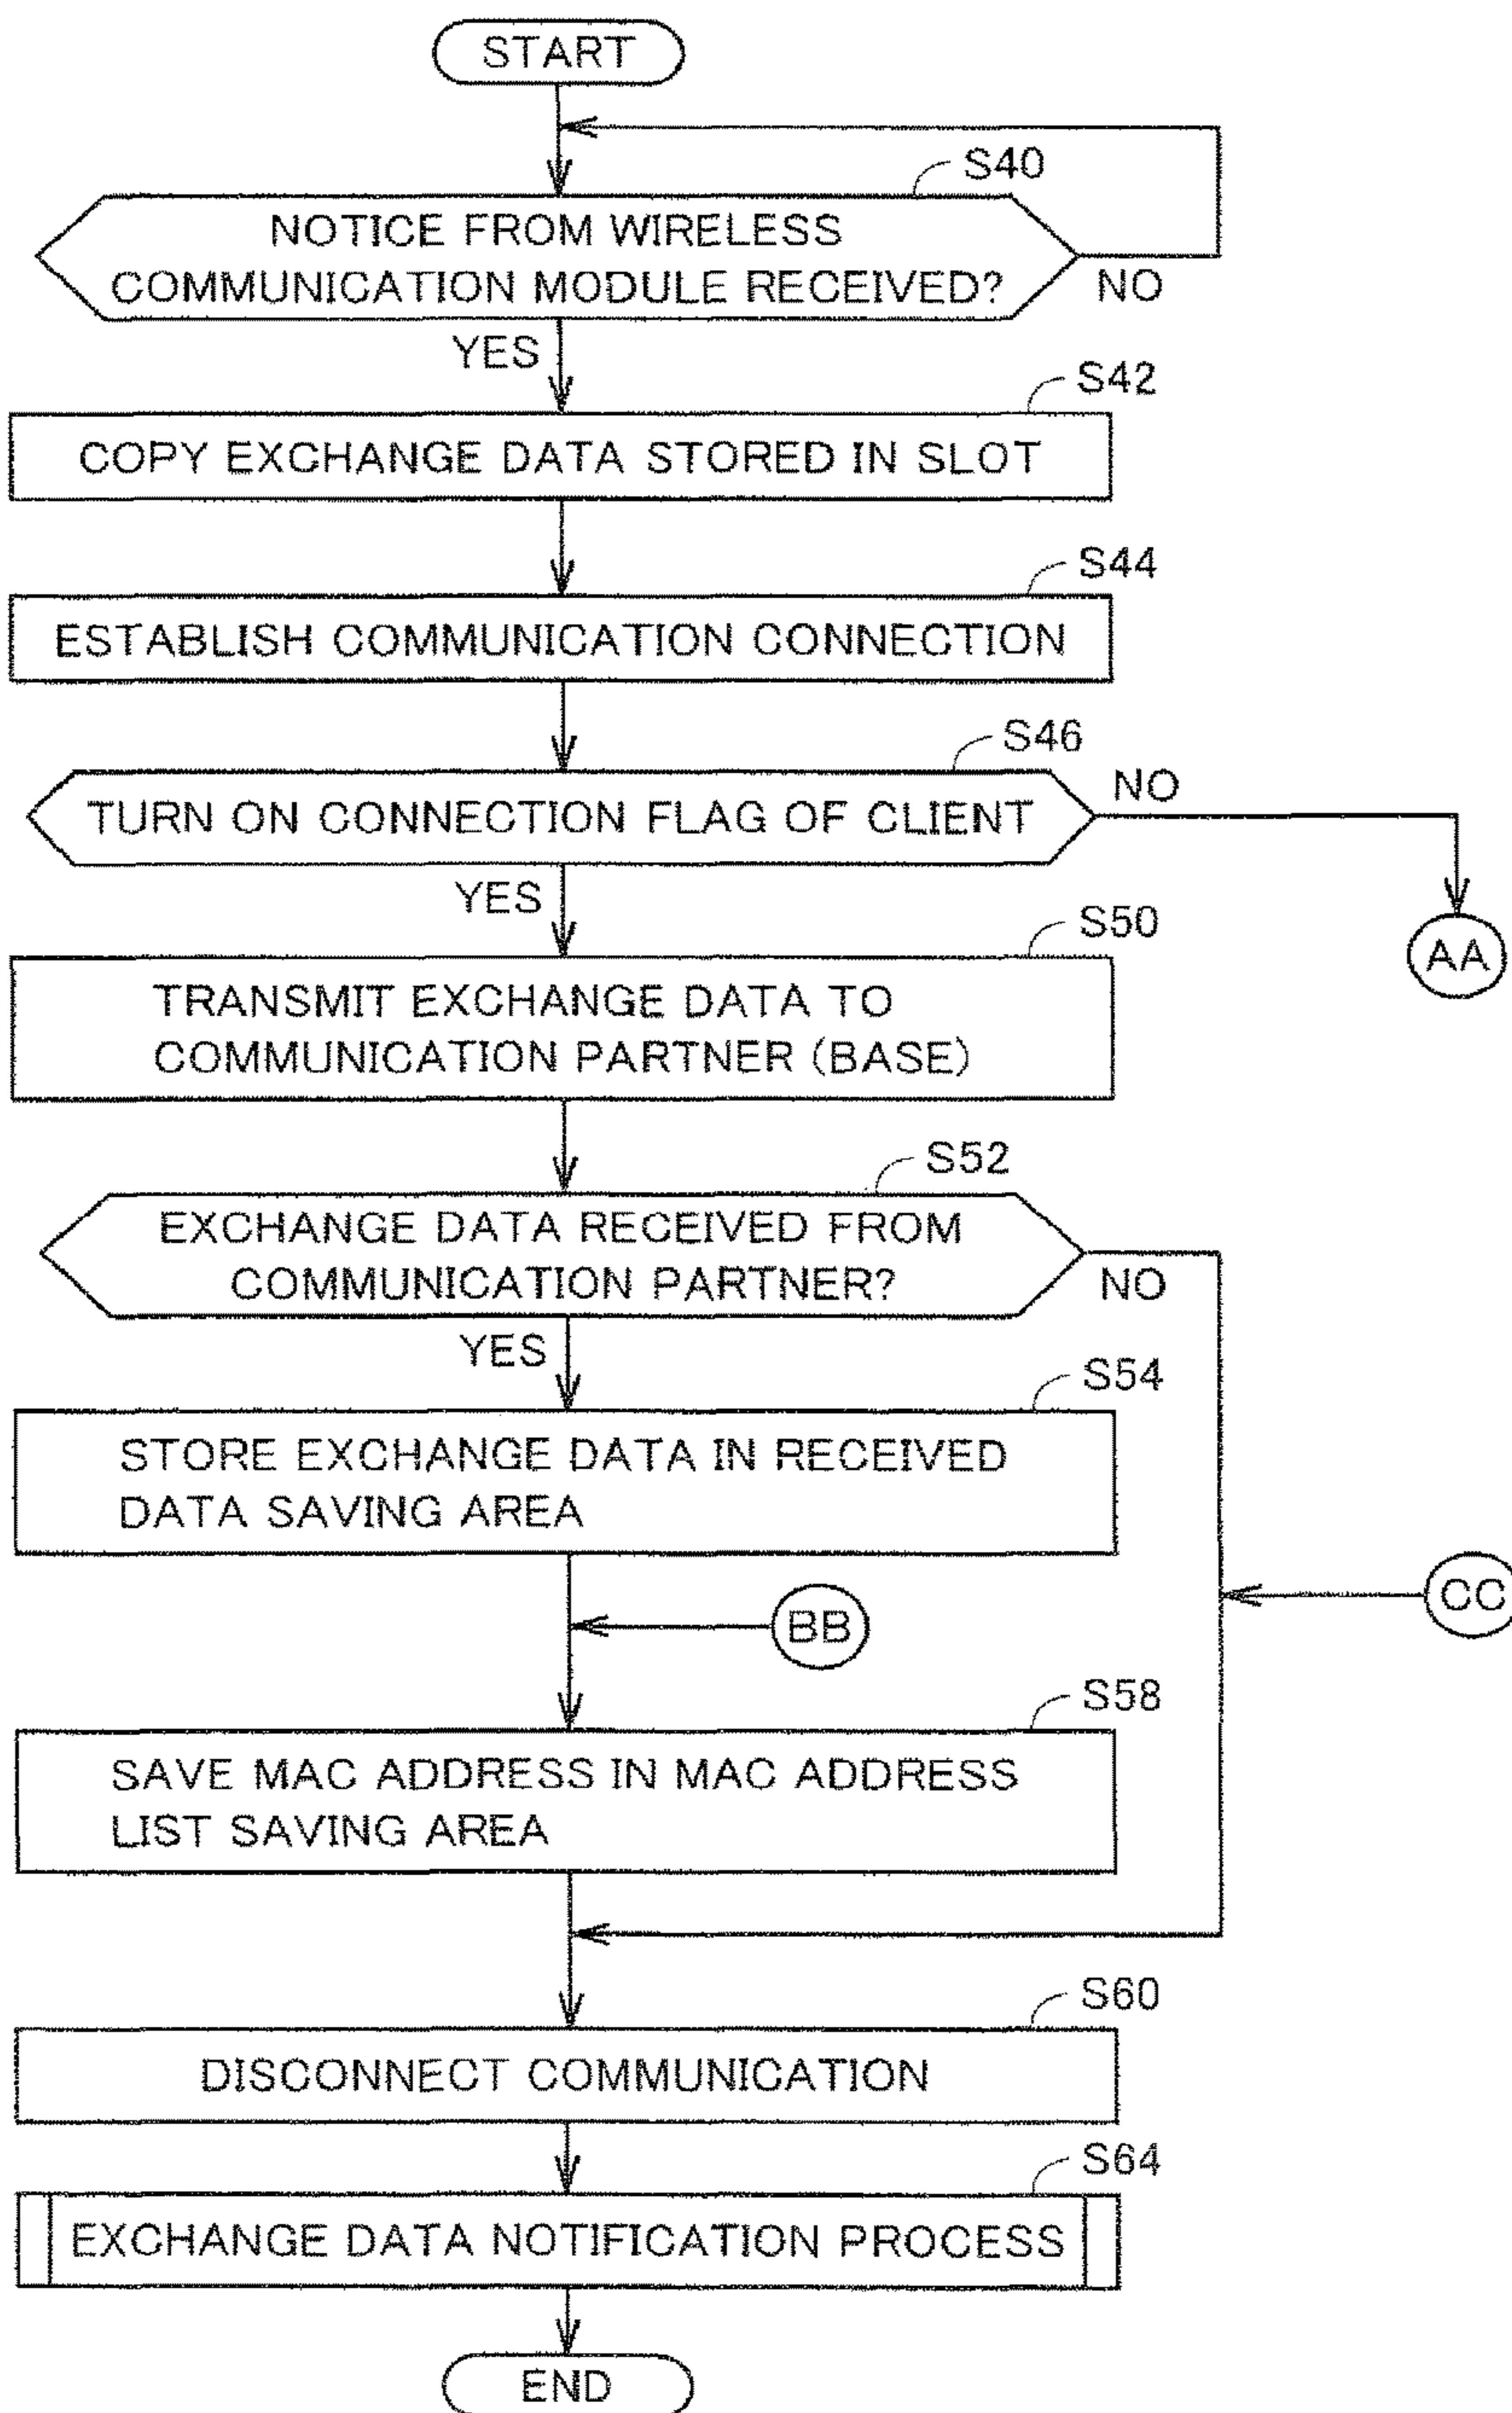 START
S40
NOTICE FROM WIRELESS
COMMUNICATION MODULE RECEIVED?
NO
YES
S42
COPY EXCHANGE DATA STORED IN SLOT
S44
ESTABLISH COMMUNICATION CONNECTION
S46
NO
TURN ON CONNECTION FLAG OF CLIENT
YES
S50
AA
TRANSMIT EXCHANGE DATA TO
COMMUNICATION PARTNER (BASE)
S52
EXCHANGE DATA RECEIVED FROM
COMMUNICATION PARTNER?
NO
YES
S54
STORE EXCHANGE DATA IN RECEIVED
DATA SAVING AREA
CC
BB
S58
SAVE MAC ADDRESS IN MAC ADDRESS
LIST SAVING AREA
S60
DISCONNECT COMMUNICATION
S64
EXCHANGE DATA NOTIFICATION PROCESS
END